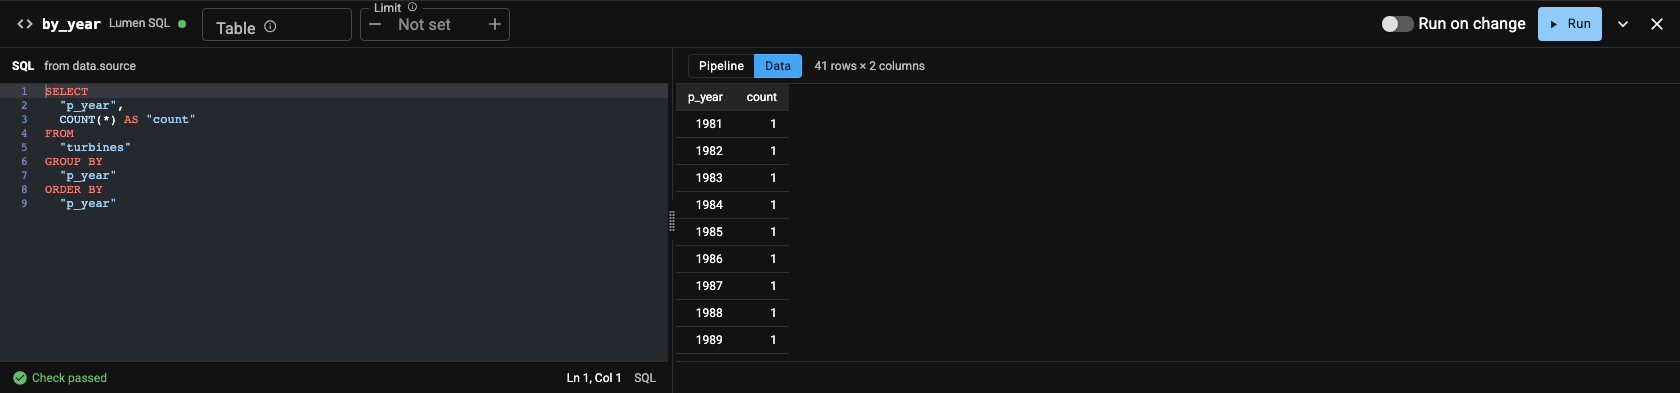 <> by_year Lumen SQL Table Limit Not set Run on change Run
SQL from data.source
1 SELECT
2 "p_year",
3 COUNT(*) AS "count"
4 FROM
5 "turbines"
6 GROUP BY
7 "p_year"
8 ORDER BY
9 "p_year"
Check passed Ln 1, Col 1 SQL
Pipeline Data 41 rows × 2 columns
p_year count
1981 1
1982 1
1983 1
1984 1
1985 1
1986 1
1987 1
1988 1
1989 1